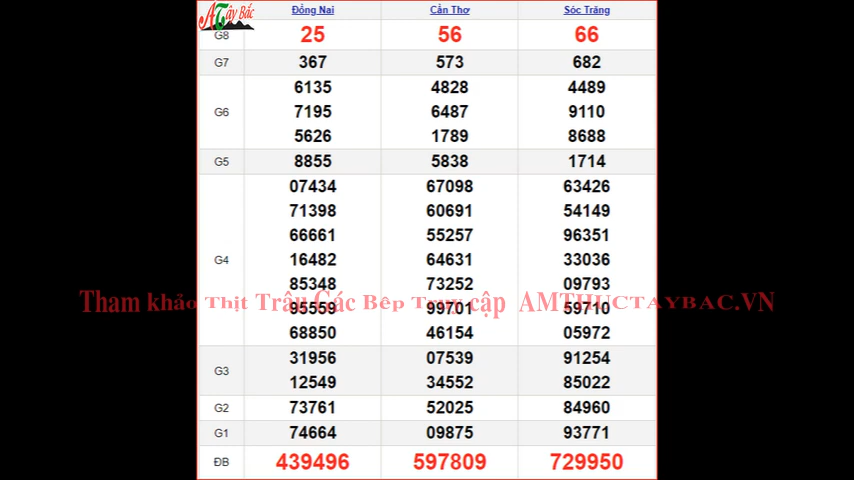 A Tây Bắc
Đồng Nai Cần Thơ Sóc Trăng
G8 25 56 66
G7 367 573 682
6135 4828 4489
G6 7195 6487 9110
5626 1789 8688
G5 8855 5838 1714
07434 67098 63426
71398 60691 54149
66661 55257 96351
G4 16482 64631 33036
85348 73252 09793
95559 99701 59710
Tham khảo Thịt Trâu Gác Bếp Truy cập AMTHUCTAYBAC.VN
68850 46154 05972
31956 07539 91254
G3 12549 34552 85022
G2 73761 52025 84960
G1 74664 09875 93771
ĐB 439496 597809 729950